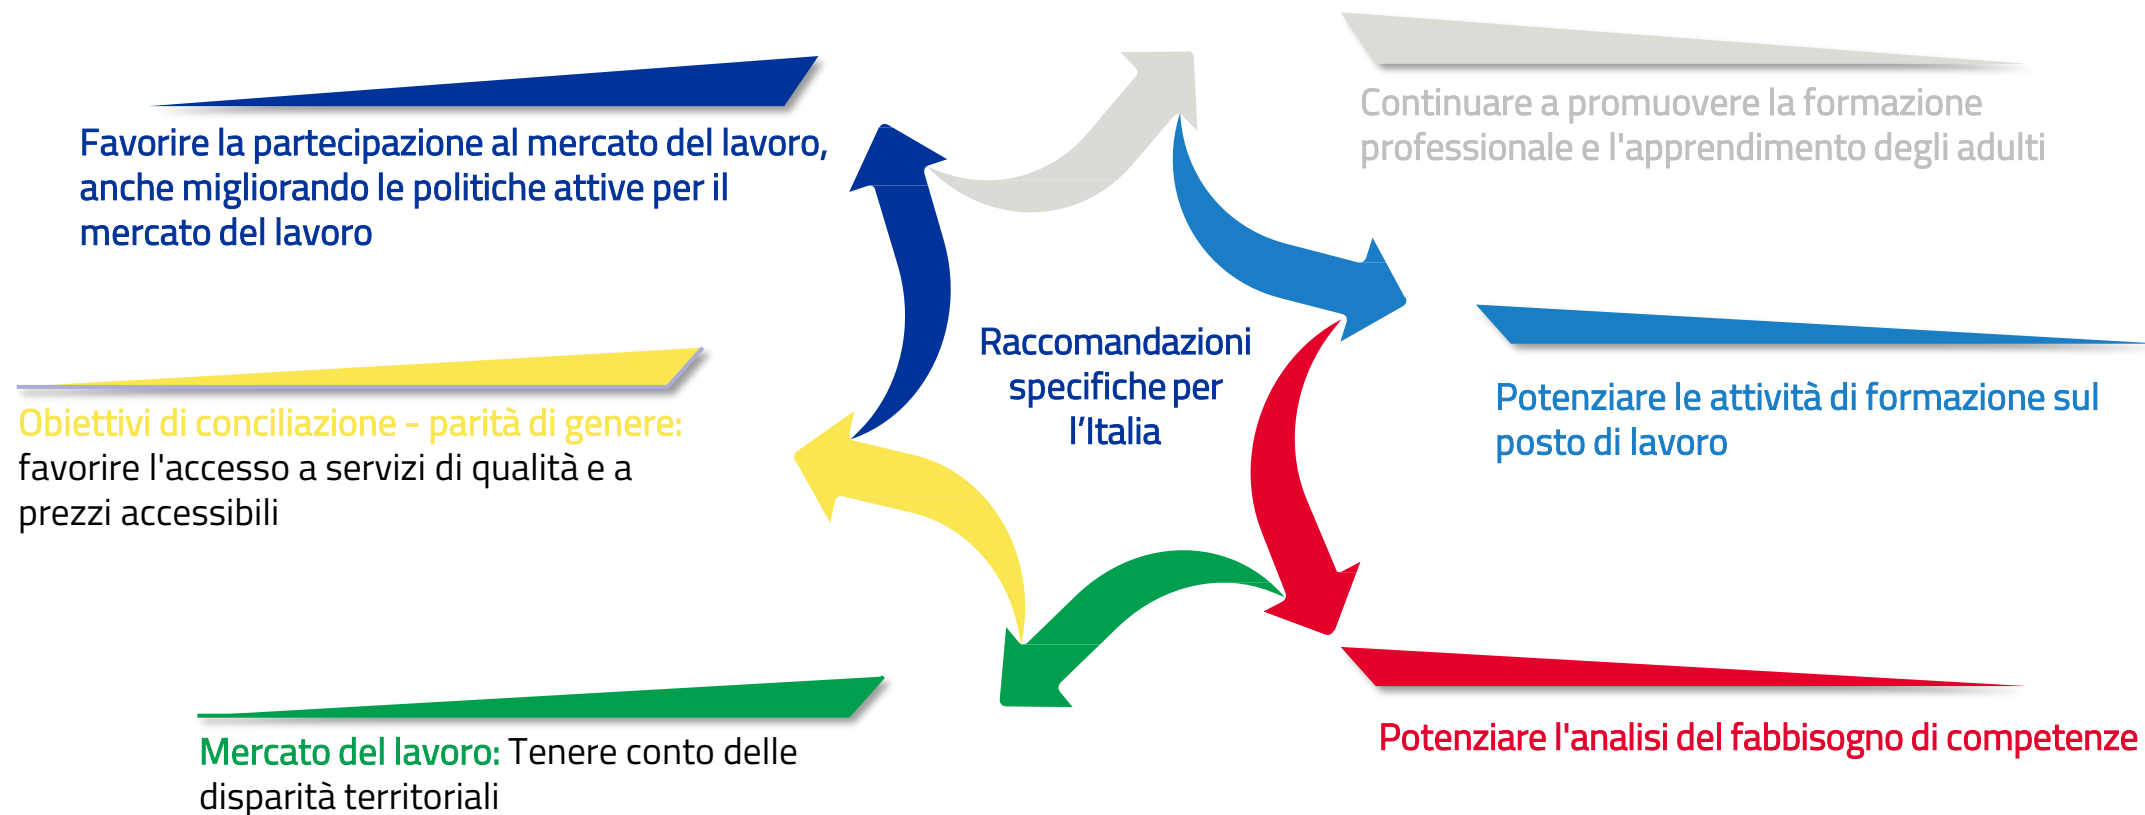 Favorire la partecipazione al mercato del lavoro,
anche migliorando le politiche attive per il
mercato del lavoro
Continuare a promuovere la formazione
professionale e l'apprendimento degli adulti
Raccomandazioni
specifiche per
l’Italia
Obiettivi di conciliazione - parità di genere:
favorire l'accesso a servizi di qualità e a
prezzi accessibili
Potenziare le attività di formazione sul
posto di lavoro
Mercato del lavoro: Tenere conto delle
disparità territoriali
Potenziare l'analisi del fabbisogno di competenze